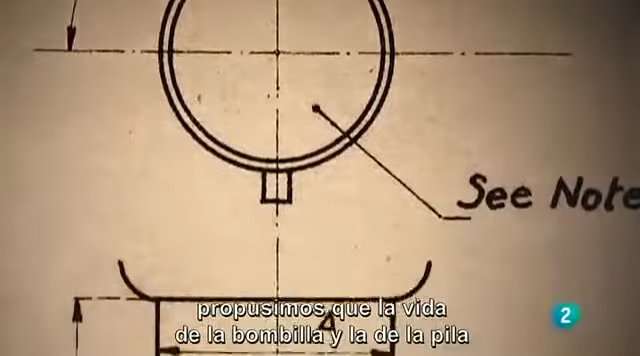 See Note
A
propusimos que la vida
de la bombilla y la de la pila
2